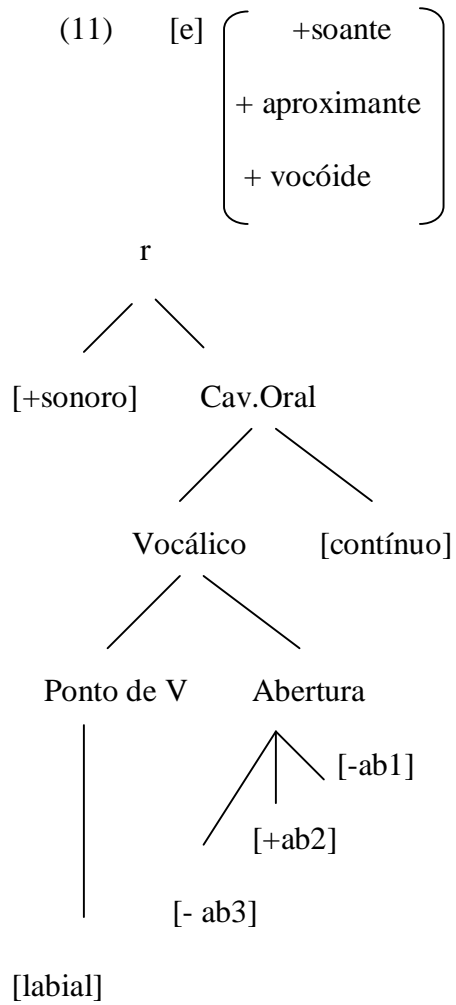 (11) [e] +soante
+ aproximante
+ vocóide
r
[+sonoro] Cav.Oral
Vocálico [contínuo]
Ponto de V Abertura
[-ab1]
[+ab2]
[- ab3]
[labial]